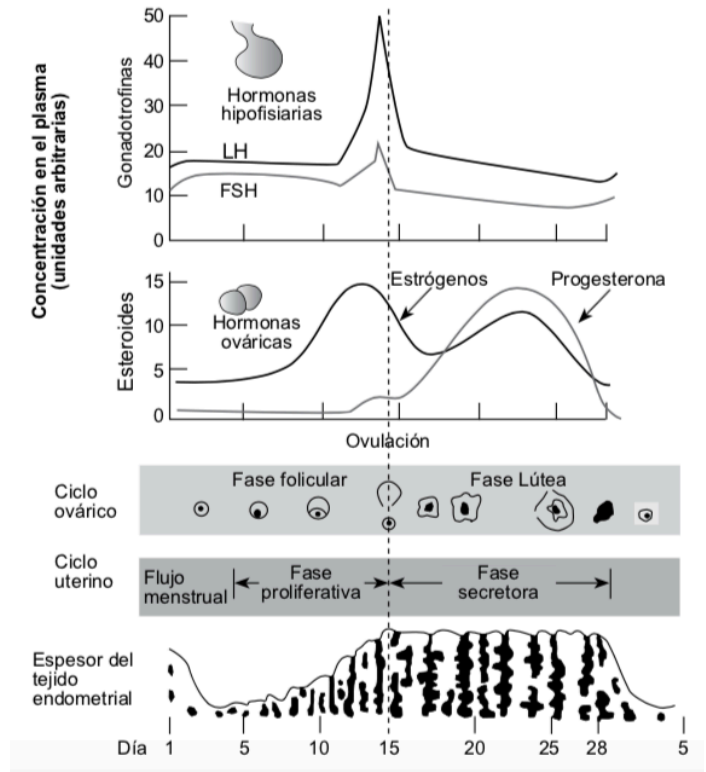 Concentración en el plasma
(unidades arbitrarias)
Gonadotrofinas
50
40
30
20
10
0
Hormonas
hipofisiarias
LH
FSH
Esteroides
15
10
5
0
Hormonas
ováricas
Estrógenos
Progesterona
Ovulación
Ciclo
ovárico
Fase folicular
Fase Lútea
Ciclo
uterino
Flujo
menstrual
Fase
proliferativa
Fase
secretora
Espesor del
tejido
endometrial
Día 1 5 10 15 20 25 28 5